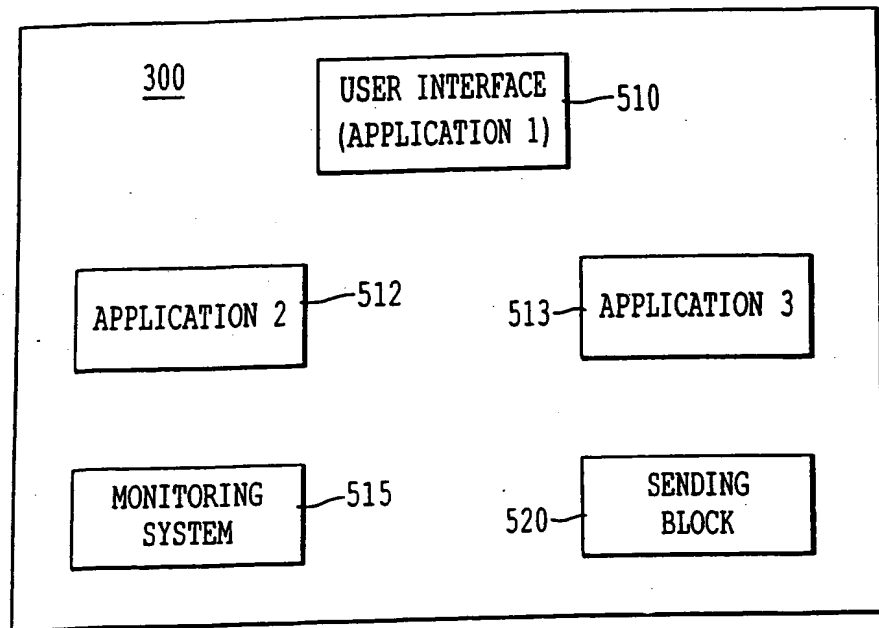 300
USER INTERFACE
(APPLICATION 1)
510
APPLICATION 2
512
513
APPLICATION 3
MONITORING
SYSTEM
515
520
SENDING
BLOCK